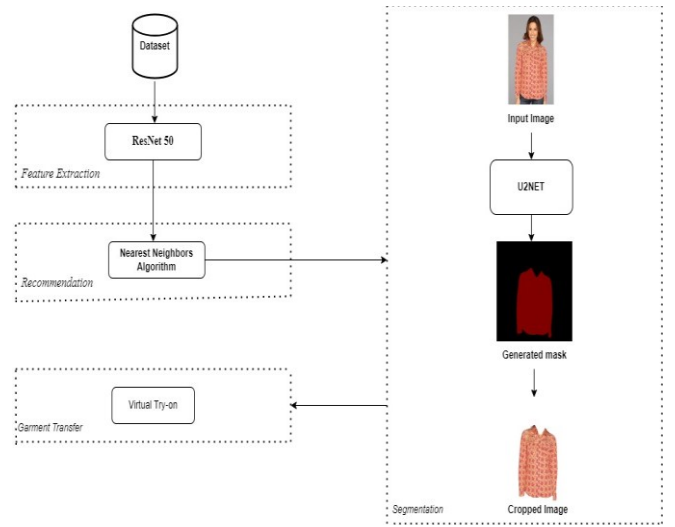 Dataset
ResNet 50
Feature Extraction
Nearest Neighbors
Algorithm
Recommendation
Virtual Try-on
Garment Transfer
Input Image
U2NET
Generated mask
Cropped Image
Segmentation